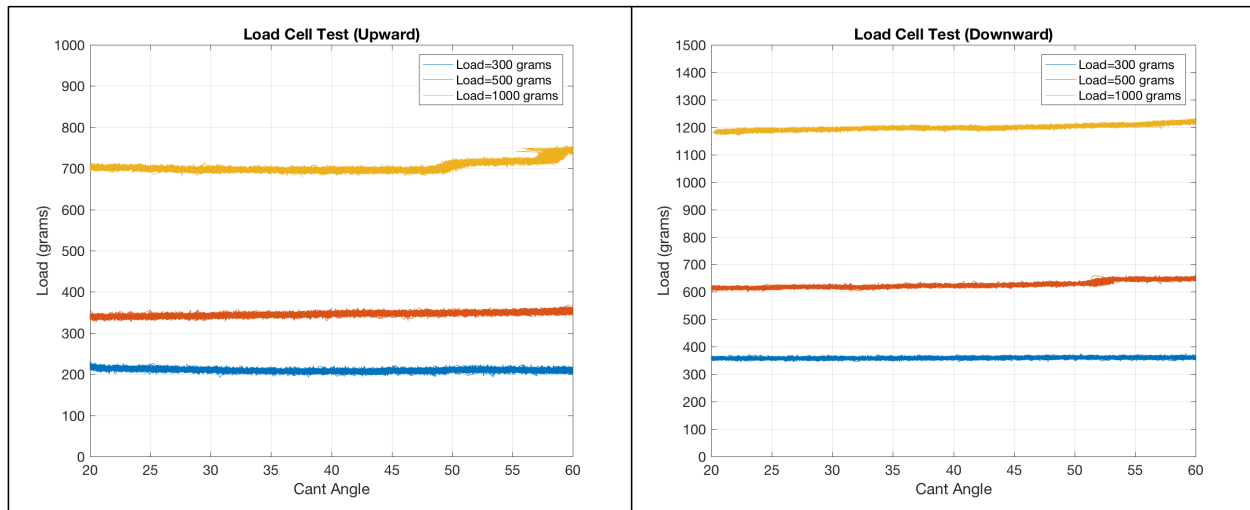 Load Cell Test (Upward)
Load=300 grams
Load=500 grams
Load=1000 grams
1000
900
800
700
600
500
400
300
200
100
0
Load (grams)
20 25 30 35 40 45 50 55 60
Cant Angle
Load Cell Test (Downward)
Load=300 grams
Load=500 grams
Load=1000 grams
1500
1400
1300
1200
1100
1000
900
800
700
600
500
400
300
200
100
0
Load (grams)
20 25 30 35 40 45 50 55 60
Cant Angle